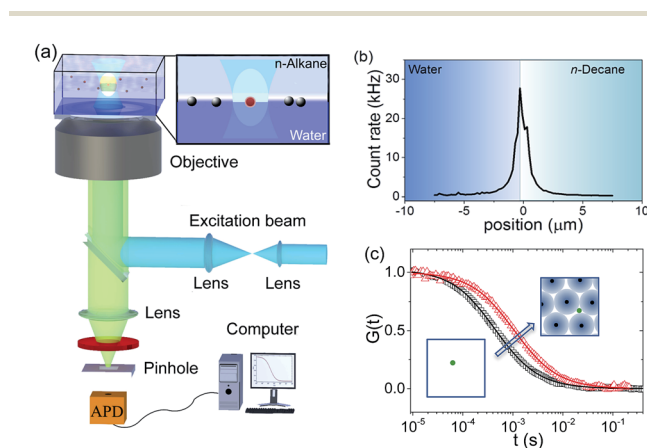 (a)
n-Alkane
Water
Objective
Excitation beam
Lens
Lens
Lens
Computer
Pinhole
APD
(b)
Water
n-Decane
Count rate (kHz)
30
20
10
0
-10
-5
0
5
10
position (μm)
(c)
G(t)
1.0
0.5
0.0
10⁻⁵
10⁻⁴
10⁻³
10⁻²
10⁻¹
t (s)